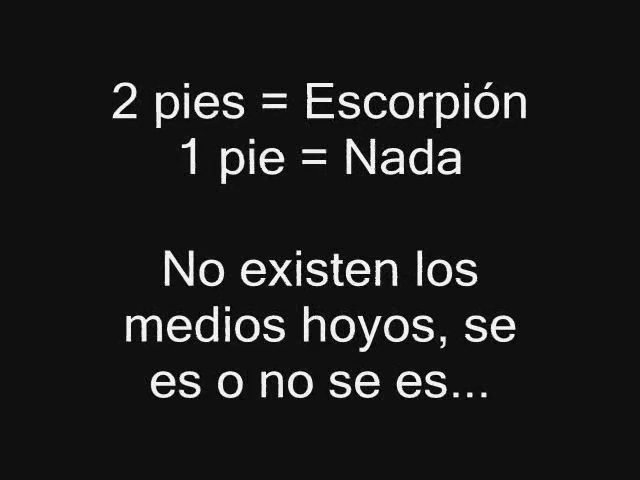 2 pies = Escorpión
1 pie = Nada
No existen los
medios hoyos, se
es o no se es...